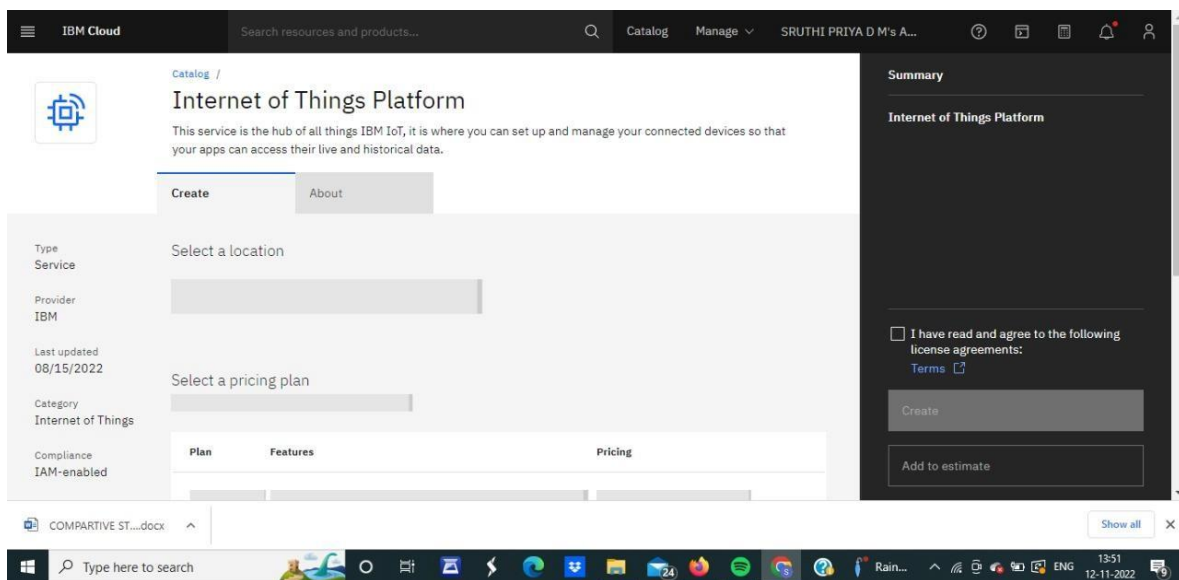 IBM Cloud
Search resources and products...
Catalog
Manage
SRUTHI PRIYA D M's A...
Catalog /
Internet of Things Platform
This service is the hub of all things IBM IoT, it is where you can set up and manage your connected devices so that
your apps can access their live and historical data.
Create
About
Type
Service
Provider
IBM
Last updated
08/15/2022
Category
Internet of Things
Compliance
IAM-enabled
Select a location
Select a pricing plan
Plan
Features
Pricing
Summary
Internet of Things Platform
I have read and agree to the following
license agreements:
Terms
Create
Add to estimate
COMPARTIVE ST....docx
Show all
Type here to search
24
Rain...
ENG
13:51
12-11-2022
9